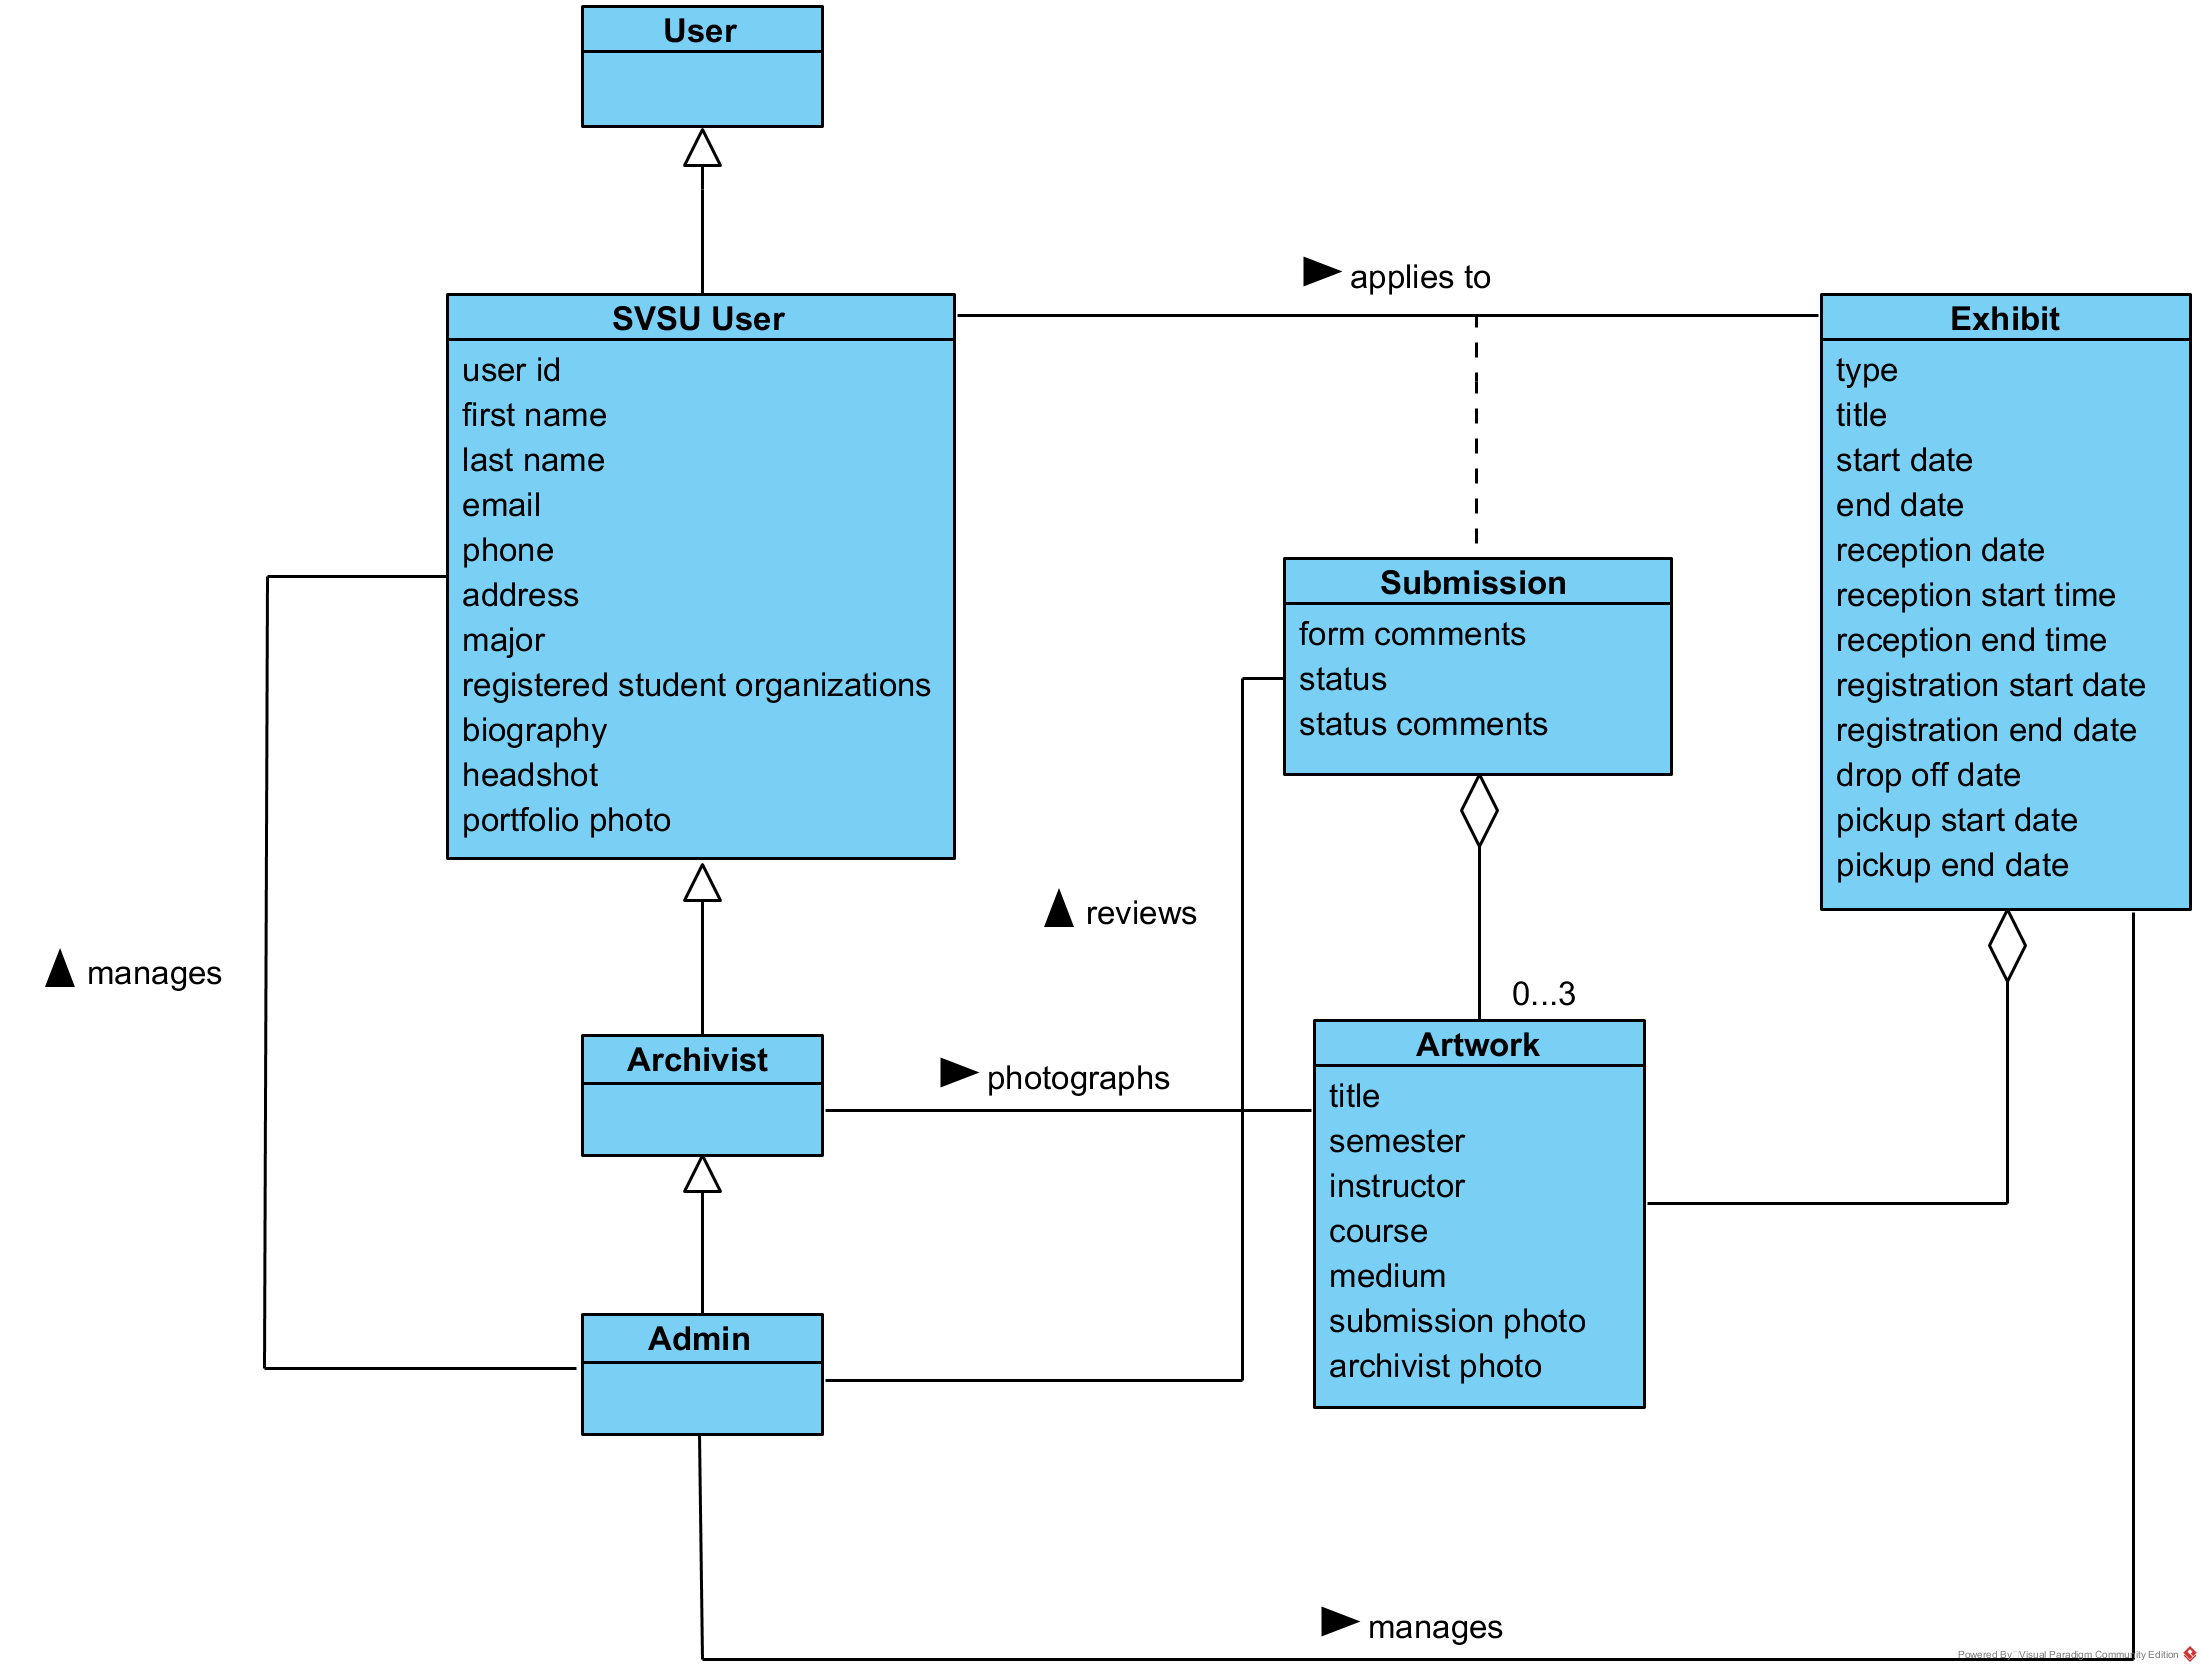 User
applies to
SVSU User
user id
first name
last name
email
phone
address
major
registered student organizations
biography
headshot
portfolio photo
Exhibit
type
title
start date
end date
reception date
reception start time
reception end time
registration start date
registration end date
drop off date
pickup start date
pickup end date
Submission
form comments
status
status comments
reviews
manages
0...3
Archivist
photographs
Artwork
title
semester
instructor
course
medium
submission photo
archivist photo
Admin
manages
Powered By Visual Paradigm Community Edition